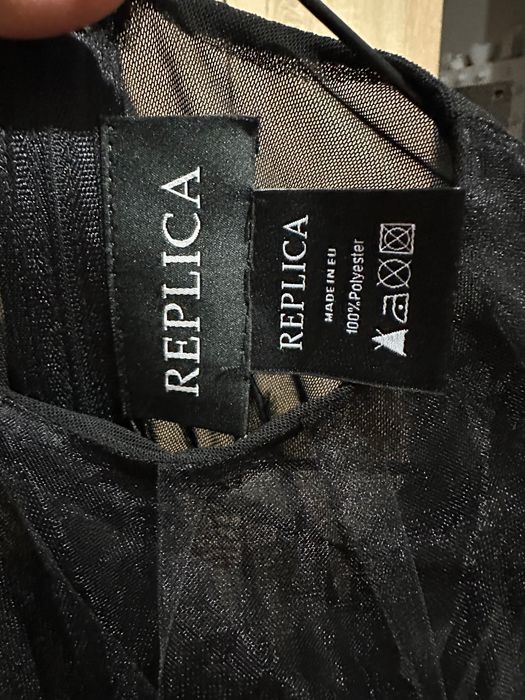 REPLICA
REPLICA
MADE IN EU
100%Polyester